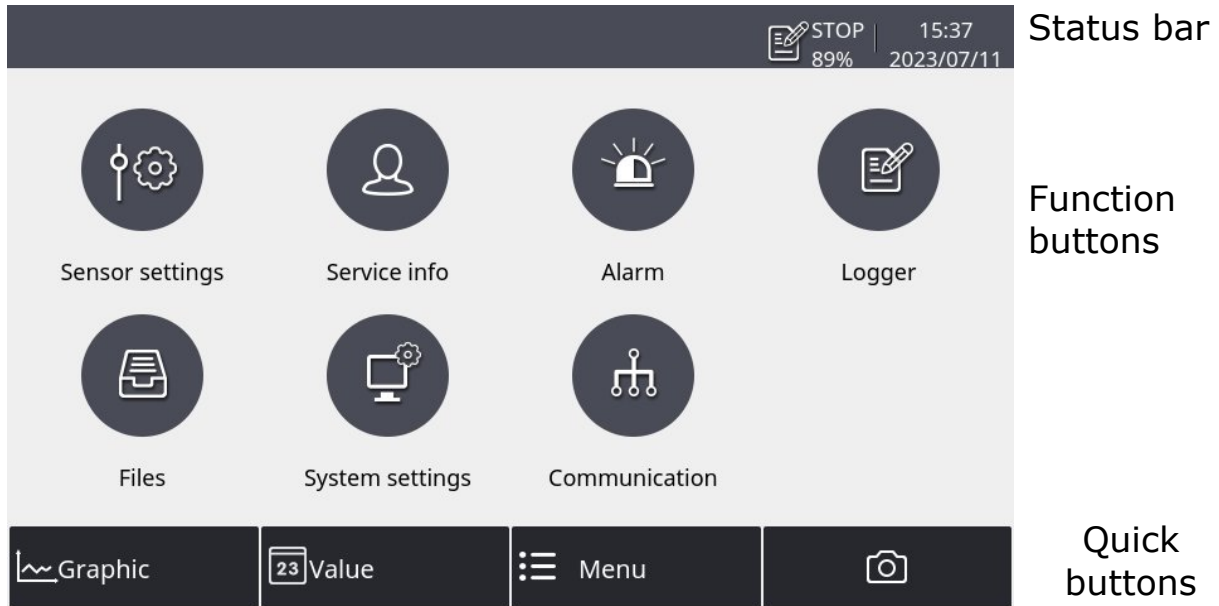 STOP 15:37
89% 2023/07/11
Status bar
Sensor settings Service info Alarm Logger
Function
buttons
Files System settings Communication
Graphic 23 Value Menu
Quick
buttons